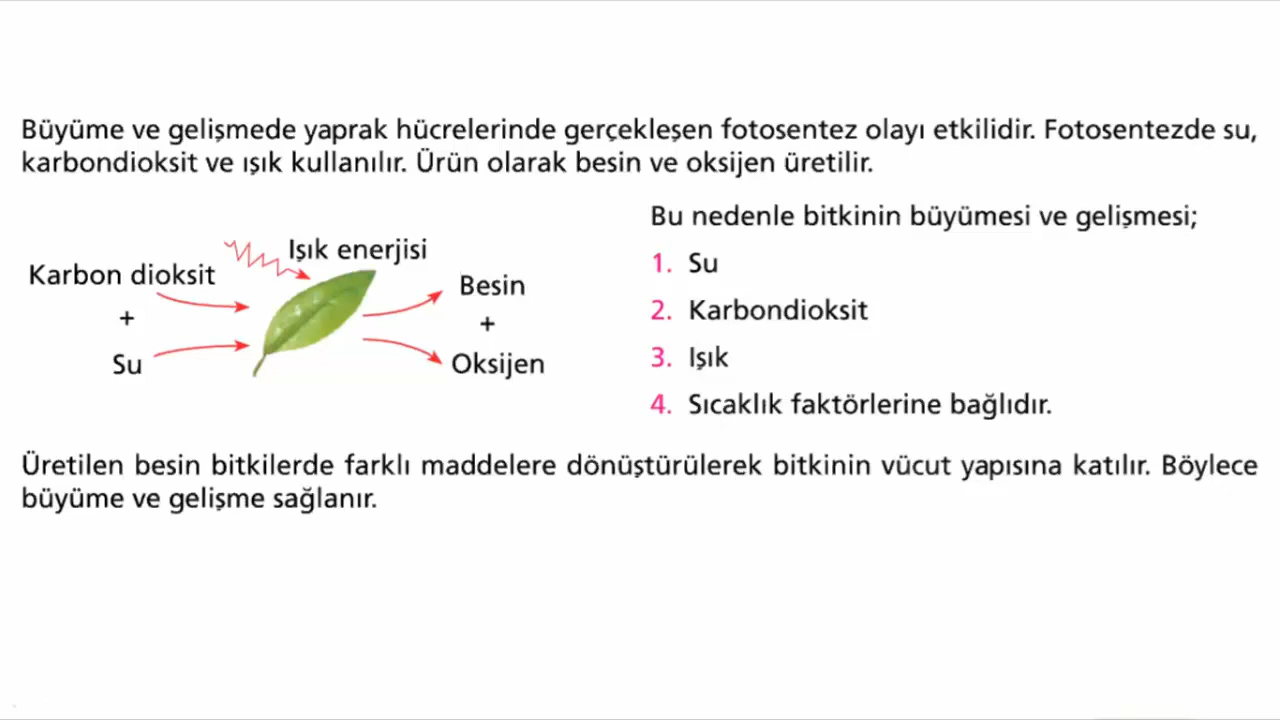 Büyüme ve gelişmede yaprak hücrelerinde gerçekleşen fotosentez olayı etkilidir. Fotosentezde su,
karbondioksit ve ışık kullanılır. Ürün olarak besin ve oksijen üretilir.
Işık enerjisi
Karbon dioksit
+
Su
Besin
+
Oksijen
Bu nedenle bitkinin büyümesi ve gelişmesi;
1. Su
2. Karbondioksit
3. Işık
4. Sıcaklık faktörlerine bağlıdır.
Üretilen besin bitkilerde farklı maddelere dönüştürülerek bitkinin vücut yapısına katılır. Böylece
büyüme ve gelişme sağlanır.